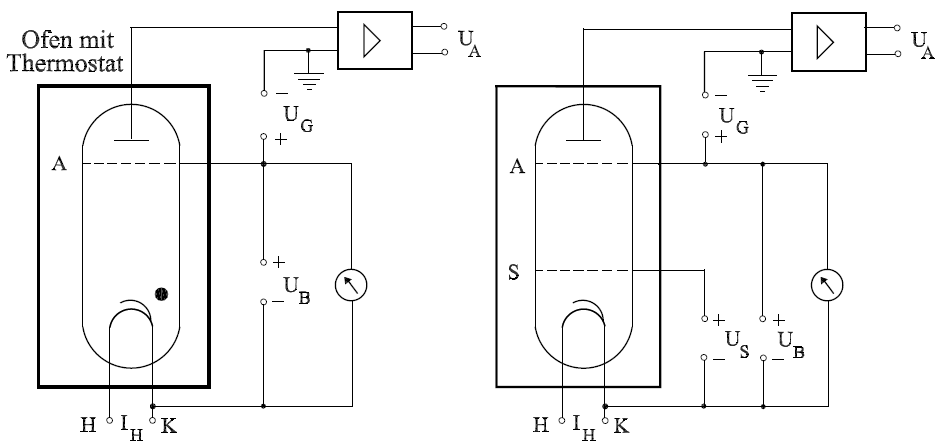 Ofen mit
Thermostat
U_A
− U_G +
A
+ U_B −
H I_H K
U_A
− U_G +
A
S
+ U_S −
+ U_B −
H I_H K